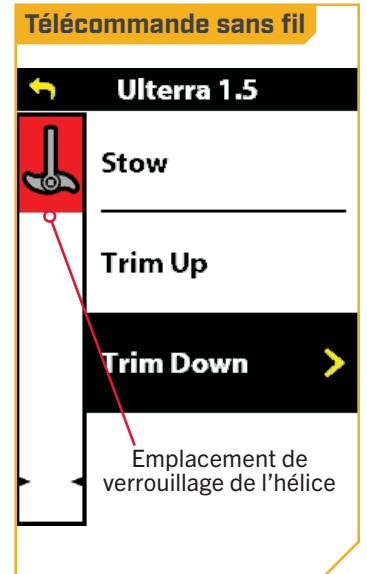 Télécommande sans fil
Ulterra 1.5
Stow
Trim Up
Trim Down
Emplacement de
verrouillage de l'hélice